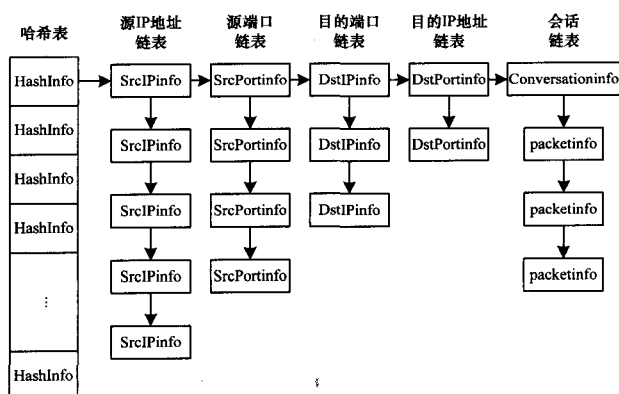 哈希表
源IP地址
链表
源端口
链表
目的端口
链表
目的IP地址
链表
会话
链表
HashInfo
SrcIPinfo
SrcPortinfo
DstIPinfo
DstPortinfo
Conversationinfo
HashInfo
SrcIPinfo
SrcPortinfo
DstIPinfo
DstPortinfo
packetinfo
HashInfo
HashInfo
SrcIPinfo
SrcPortinfo
DstIPinfo
packetinfo
⋮
SrcIPinfo
SrcPortinfo
packetinfo
SrcIPinfo
HashInfo